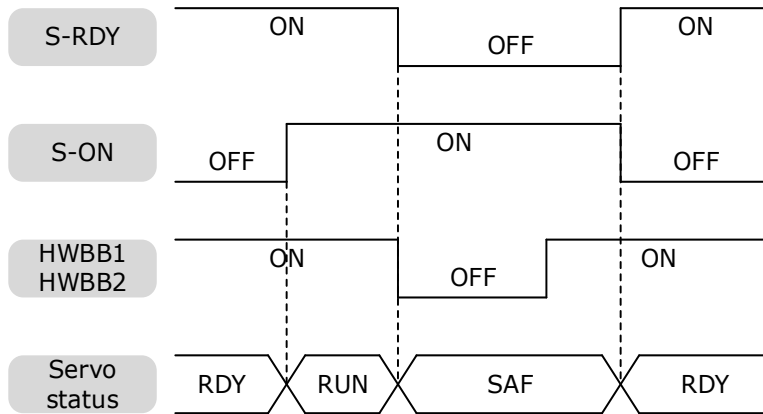 S-RDY
ON
OFF
ON
S-ON
OFF
ON
OFF
HWBB1
HWBB2
ON
OFF
ON
Servo
status
RDY
RUN
SAF
RDY